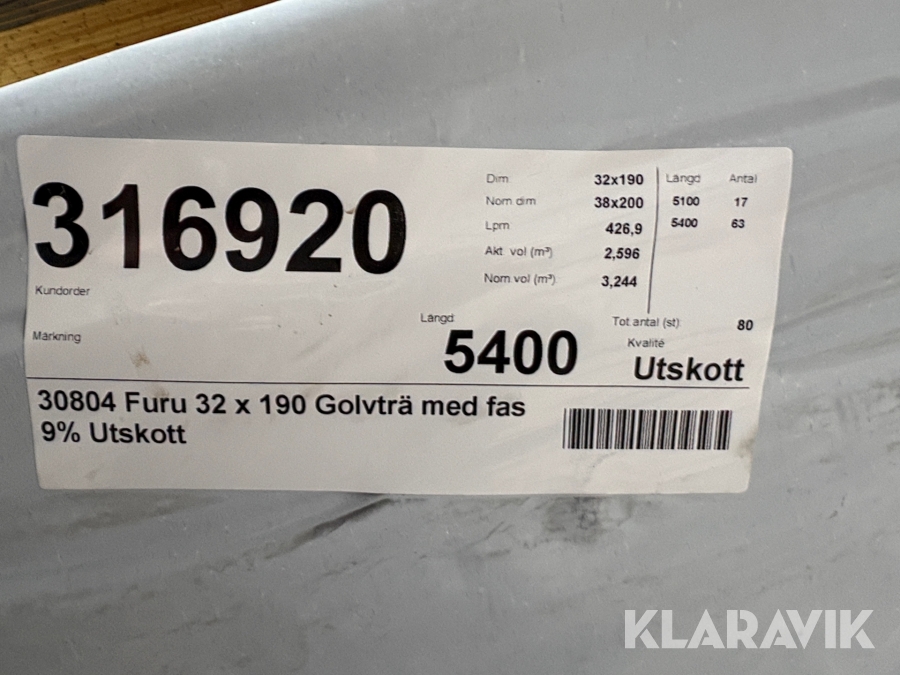 316920
Kundorder
Märkning
Dim 32x190
Nom dim 38x200
Lpm 426,9
Akt vol (m³) 2,596
Nom vol (m³) 3,244
Längd Antal
5100 17
5400 63
Längd
5400
Tot antal (st) 80
Kvalité
Utskott
30804 Furu 32 x 190 Golvträ med fas
9% Utskott
KLARAVIK